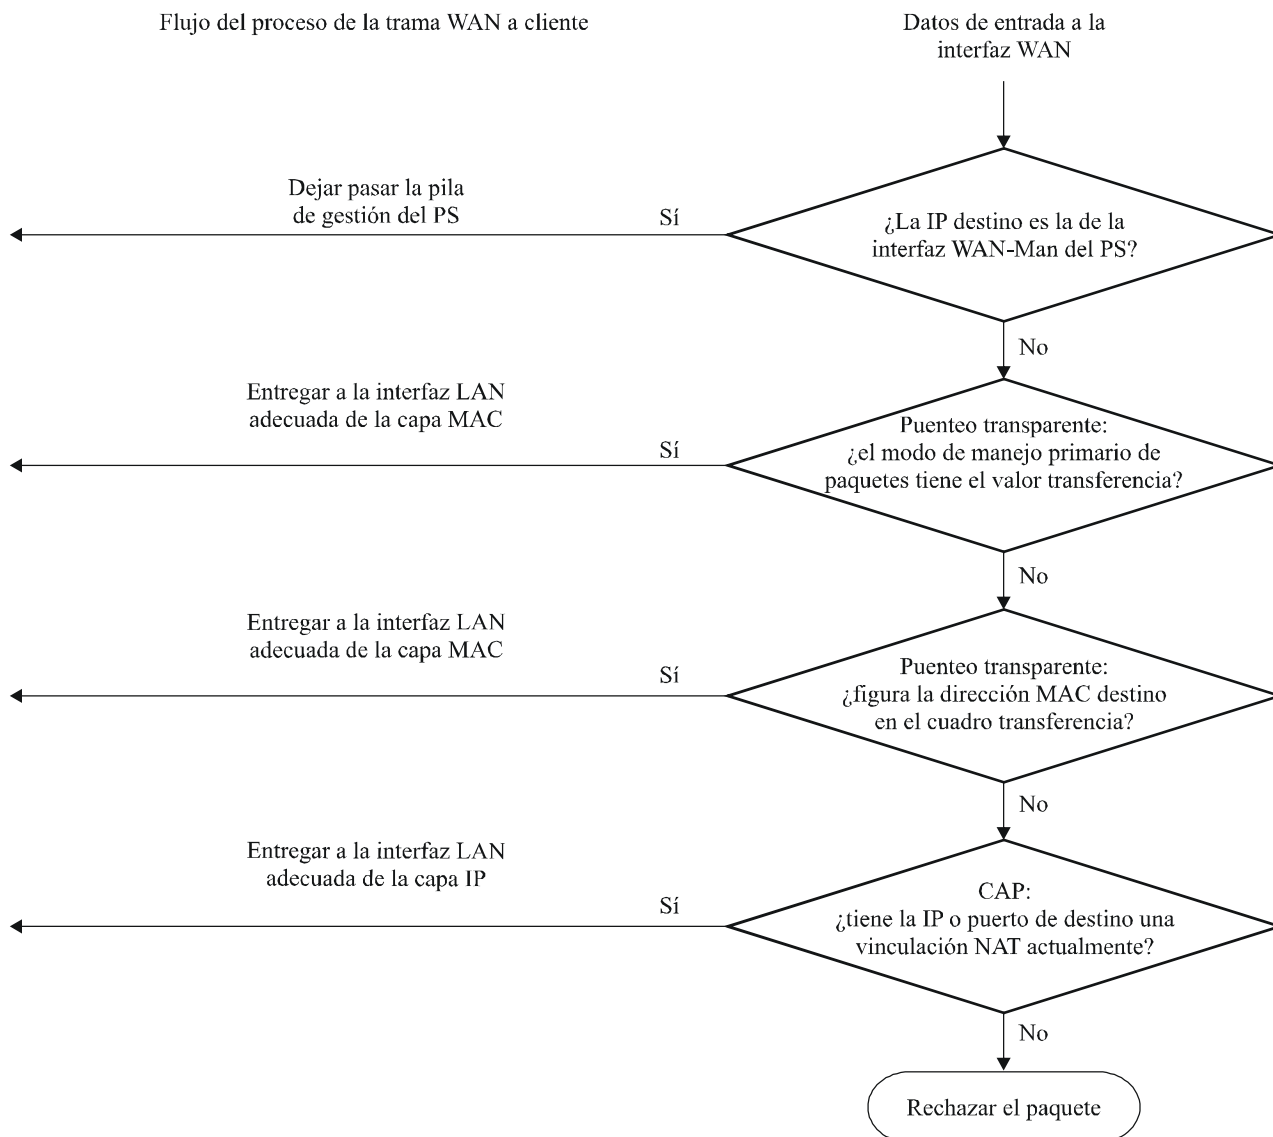 Flujo del proceso de la trama WAN a cliente
Datos de entrada a la
interfaz WAN
Dejar pasar la pila
de gestión del PS
Sí
¿La IP destino es la de la
interfaz WAN-Man del PS?
No
Entregar a la interfaz LAN
adecuada de la capa MAC
Sí
Puenteo transparente:
¿el modo de manejo primario de
paquetes tiene el valor transferencia?
No
Entregar a la interfaz LAN
adecuada de la capa MAC
Sí
Puenteo transparente:
¿figura la dirección MAC destino
en el cuadro transferencia?
No
Entregar a la interfaz LAN
adecuada de la capa IP
Sí
CAP:
¿tiene la IP o puerto de destino una
vinculación NAT actualmente?
No
Rechazar el paquete